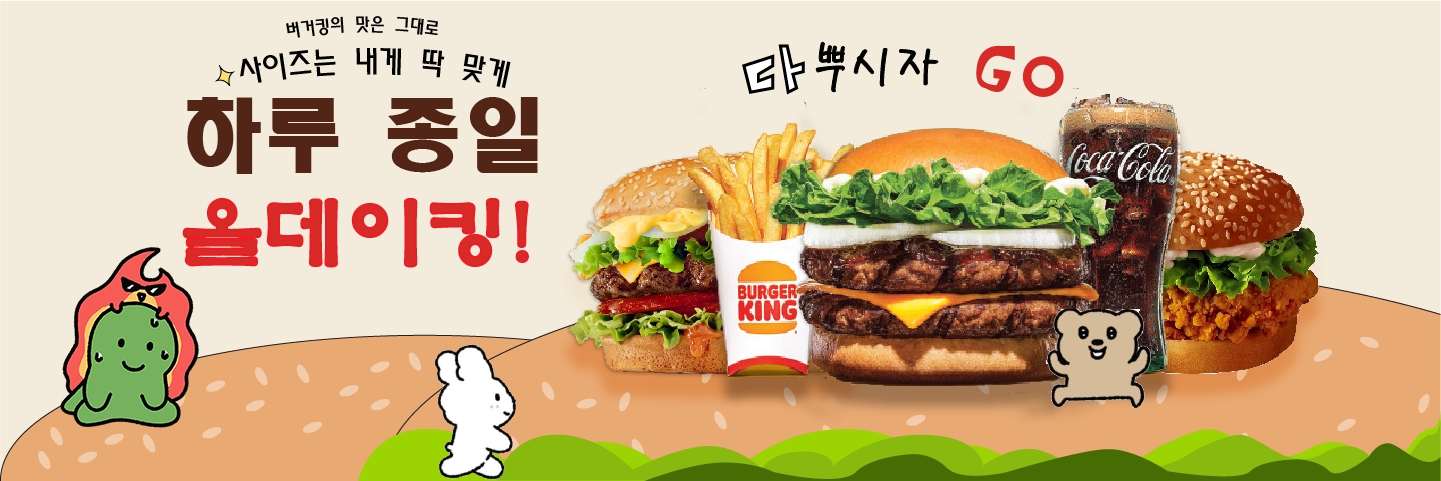 버거킹의 맛은 그대로
사이즈는 내게 딱 맞게
하루 종일
올데이킹!
다뿌시자 GO
BURGER
KING
Coca-Cola